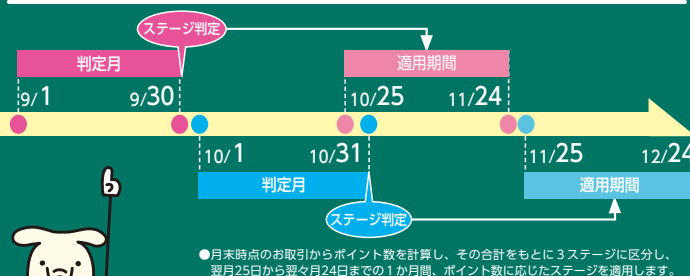 ステージ判定
判定月
適用期間
9/1
9/30
10/25
11/24
10/1
10/31
11/25
12/24
判定月
適用期間
ステージ判定
●月末時点のお取引からポイント数を計算し、その合計をもとに３ステージに区分し、
翌月25日から翌々月24日までの１か月間、ポイント数に応じたステージを適用します。